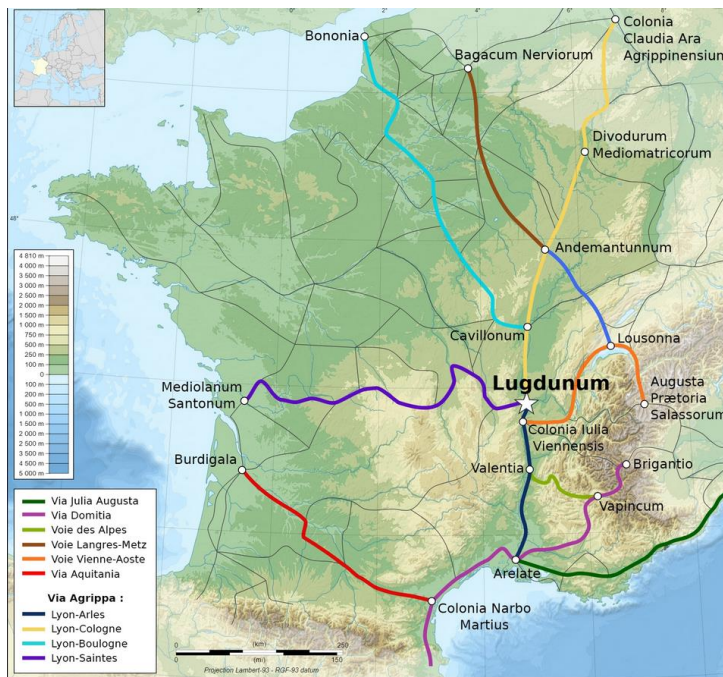 Bononia
Colonia
Claudia Ara
Agrippinensium
Bagacum Nerviorum
Divodurum
Mediomatricorum
Andemantunnum
Cavillonum
Lousonna
Lugdunum
Mediolanum
Santonum
Augusta
Prætoria
Salassorum
Colonia Iulia
Viennensis
Burdigala
Valentia
Brigantio
Vapincum
Arelate
Colonia Narbo
Martius
4 810 m
4 000 m
3 500 m
3 000 m
2 500 m
2 000 m
1 500 m
1 000 m
750 m
500 m
250 m
100 m
0
100 m
200 m
500 m
1 000 m
2 000 m
2 500 m
3 000 m
3 500 m
4 000 m
4 500 m
5 000 m
Via Julia Augusta
Via Domitia
Voie des Alpes
Voie Langres-Metz
Voie Vienne-Aoste
Via Aquitania
Via Agrippa :
Lyon-Arles
Lyon-Cologne
Lyon-Boulogne
Lyon-Saintes
0 (km) 250
0 (mi) 150
Projection Lambert-93 - RGF-93 datum